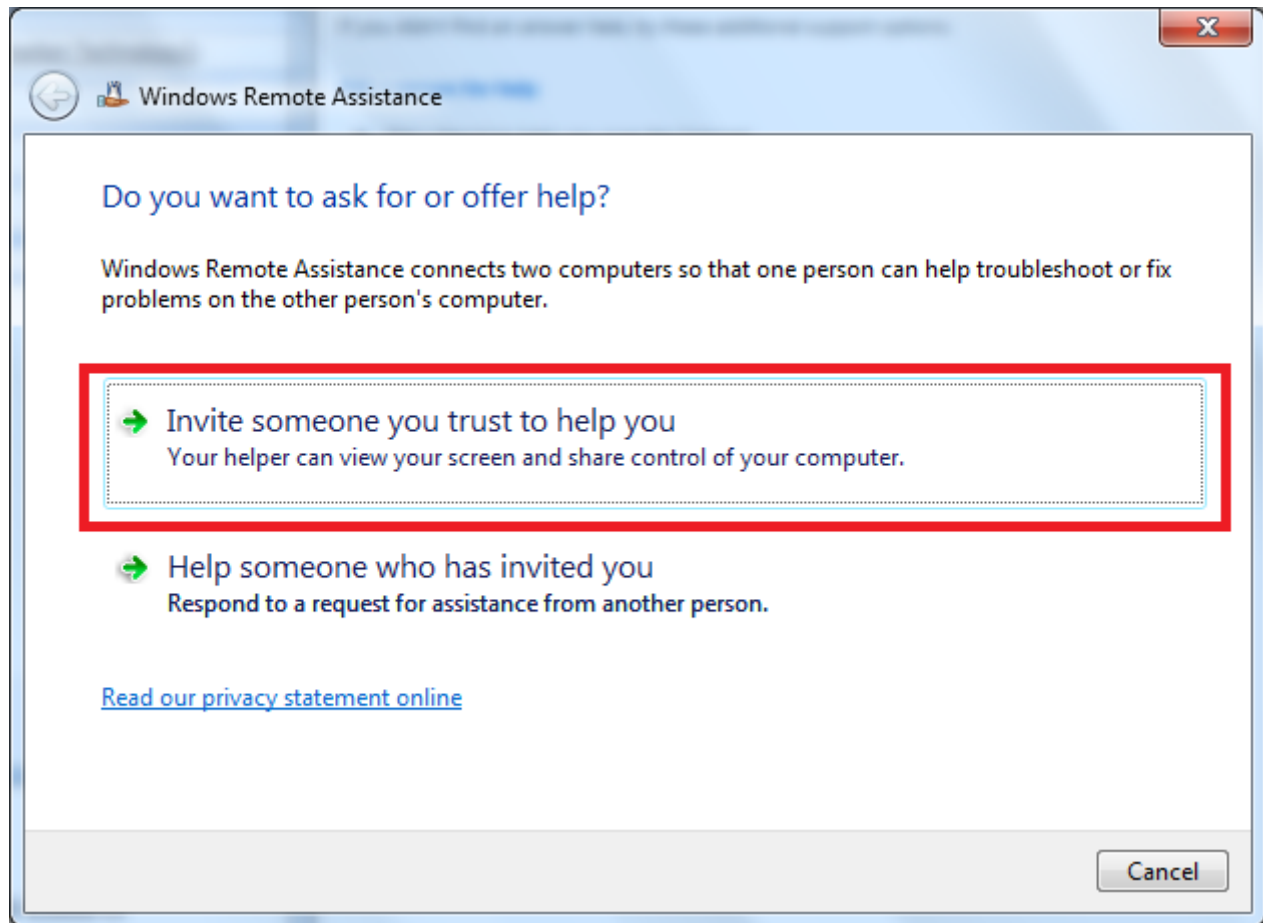 Windows Remote Assistance
Do you want to ask for or offer help?
Windows Remote Assistance connects two computers so that one person can help troubleshoot or fix
problems on the other person's computer.
Invite someone you trust to help you
Your helper can view your screen and share control of your computer.
Help someone who has invited you
Respond to a request for assistance from another person.
Read our privacy statement online
Cancel